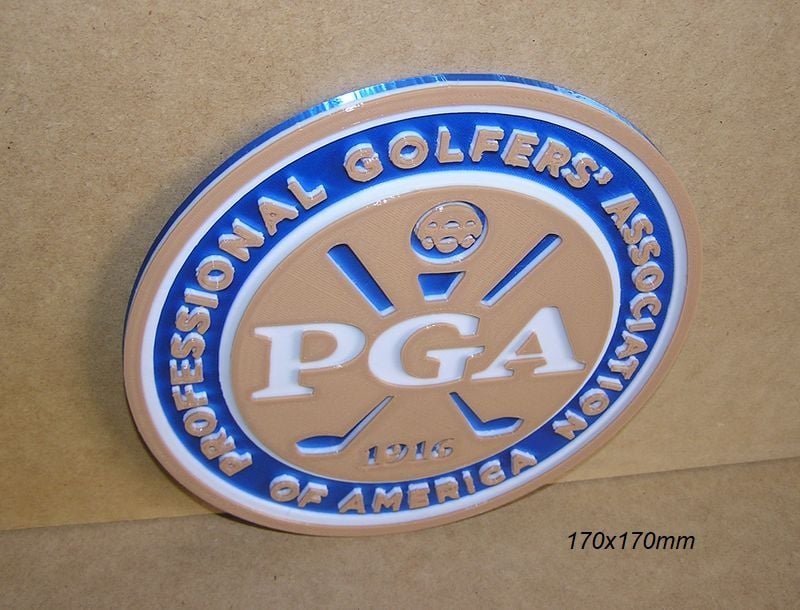 PROFESSIONAL GOLFERS' ASSOCIATION
OF AMERICA
PGA
1916
170x170mm